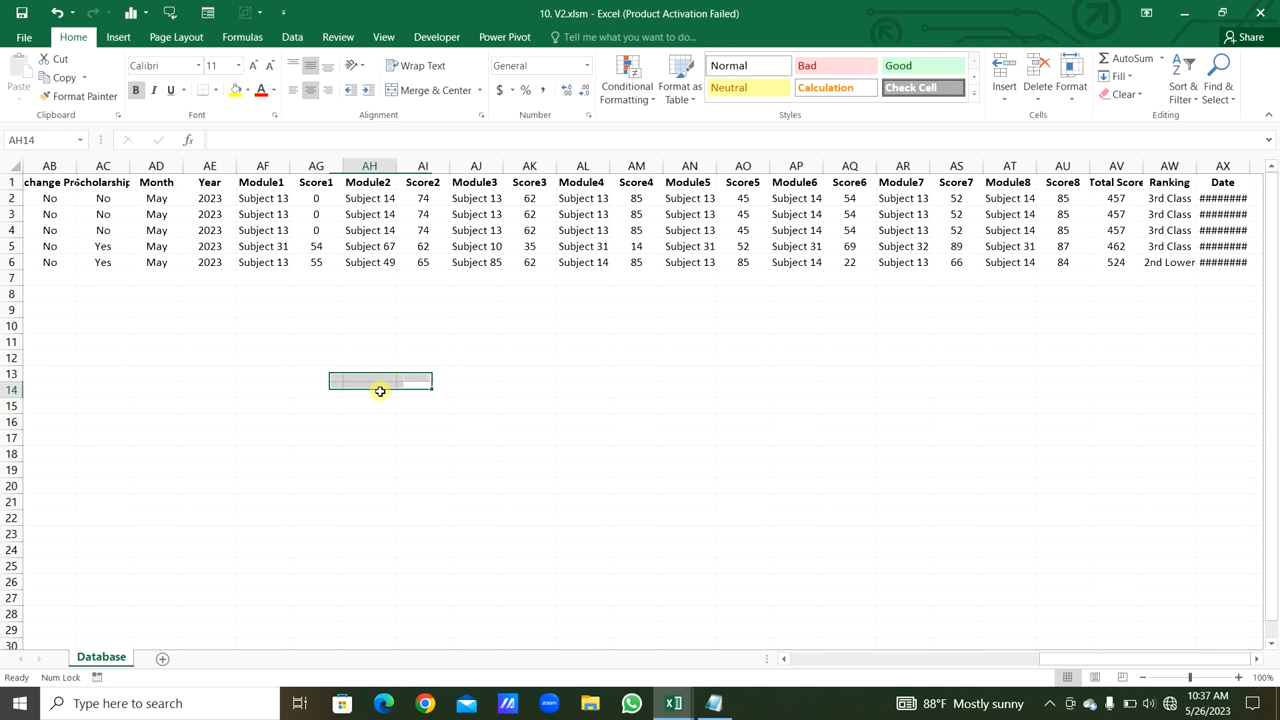 10. V2.xlsm - Excel (Product Activation Failed)
File Home Insert Page Layout Formulas Data Review View Developer Power Pivot Tell me what you want to do... Share
Paste Cut Copy Format Painter Clipboard
Calibri 11 B I U Font
Wrap Text Merge & Center Alignment
General $ % , Number
Conditional Formatting Format as Table Normal Bad Good Neutral Calculation Check Cell Styles
Insert Delete Format Cells
AutoSum Fill Clear Sort & Filter Find & Select Editing
AH14 fx
AB AC AD AE AF AG AH AI AJ AK AL AM AN AO AP AQ AR AS AT AU AV AW AX
1 change Pro cholarship Month Year Module1 Score1 Module2 Score2 Module3 Score3 Module4 Score4 Module5 Score5 Module6 Score6 Module7 Score7 Module8 Score8 Total Score Ranking Date
2 No No May 2023 Subject 13 0 Subject 14 74 Subject 13 62 Subject 13 85 Subject 13 45 Subject 14 54 Subject 13 52 Subject 14 85 457 3rd Class ########
3 No No May 2023 Subject 13 0 Subject 14 74 Subject 13 62 Subject 13 85 Subject 13 45 Subject 14 54 Subject 13 52 Subject 14 85 457 3rd Class ########
4 No No May 2023 Subject 13 0 Subject 14 74 Subject 13 62 Subject 13 85 Subject 13 45 Subject 14 54 Subject 13 52 Subject 14 85 457 3rd Class ########
5 No Yes May 2023 Subject 31 54 Subject 67 62 Subject 10 35 Subject 31 14 Subject 31 52 Subject 31 69 Subject 32 89 Subject 31 87 462 3rd Class ########
6 No Yes May 2023 Subject 13 55 Subject 49 65 Subject 85 62 Subject 14 85 Subject 13 85 Subject 14 22 Subject 13 66 Subject 14 84 524 2nd Lower ########
7
8
9
10
11
12
13
14
15
16
17
18
19
20
21
22
23
24
25
26
27
28
29
30
Database
Ready Num Lock 100%
Type here to search zoom 88°F Mostly sunny 10:37 AM
5/26/2023